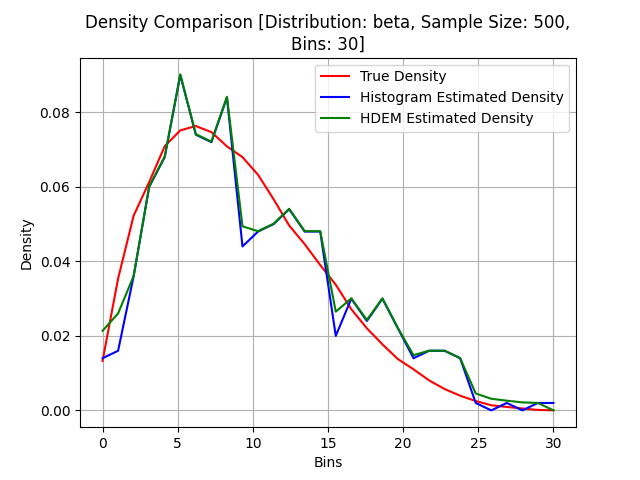 Density Comparison [Distribution: beta, Sample Size: 500,
Bins: 30]
True Density
Histogram Estimated Density
HDEM Estimated Density
Density
0.08
0.06
0.04
0.02
0.00
0 5 10 15 20 25 30
Bins